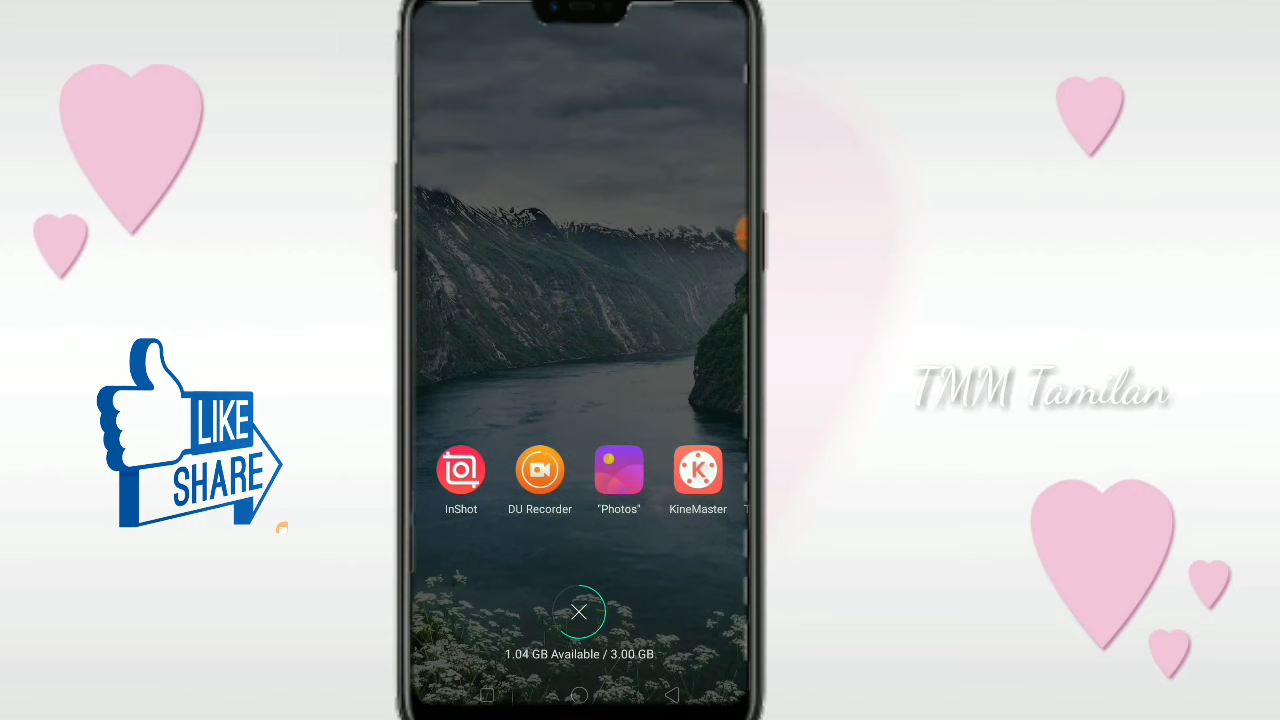 LIKE
SHARE
TMM Tamilan
InShot
DU Recorder
"Photos"
KineMaster
1.04 GB Available / 3.00 GB